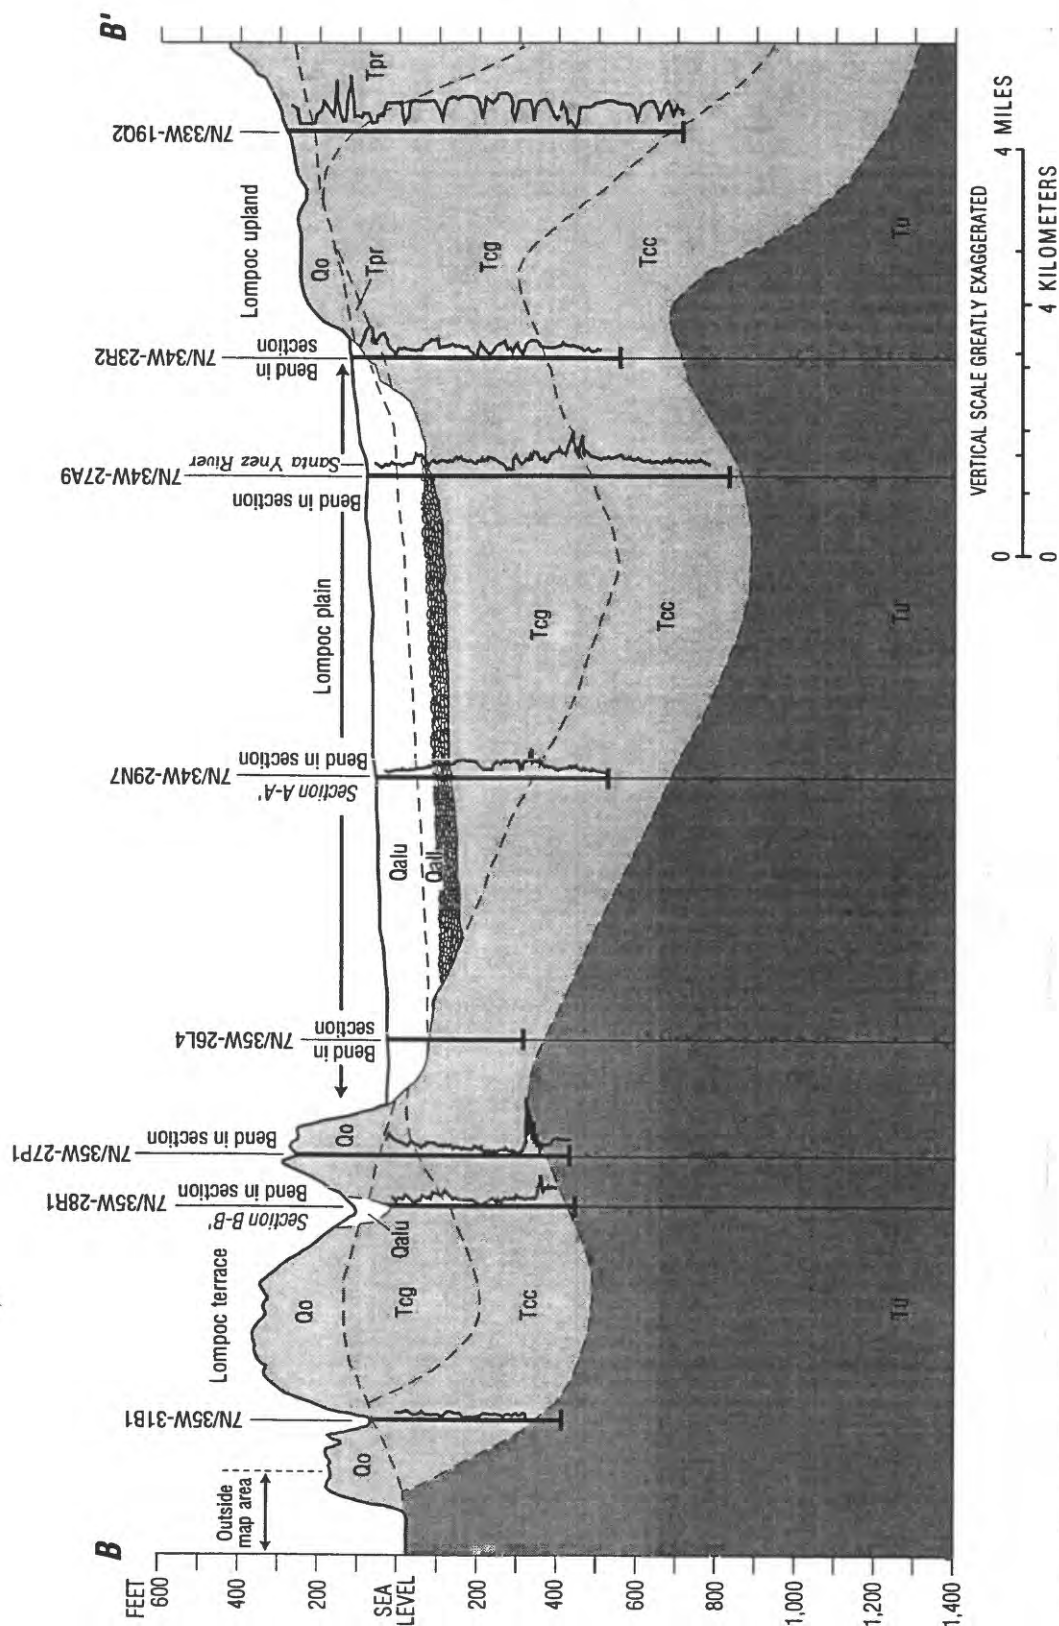 B
B'
FEET
600
200
SEA
LEVEL
200
400
600
800
1,000
1,200
1,400
Outside
map area
Lompoc terrace
Lompoc plain
Lompoc upland
7N/35W-31B1
7N/35W-28R1
Bend in section
Section B-B'
7N/35W-27P1
Bend in section
7N/35W-26L4
Bend in
section
7N/34W-29N7
Bend in section
Section A-A'
7N/34W-27A9
Bend in section
Santa Ynez River
7N/34W-23R2
Bend in
section
7N/33W-19Q2
Qo
Qo
Qo
Qo
Qalu
Qalu
Qall
Tcg
Tcg
Tcg
Tcc
Tcc
Tcc
Tpr
Tpr
Tu
Tu
Tu
VERTICAL SCALE GREATLY EXAGGERATED
0
4 MILES
0
4 KILOMETERS